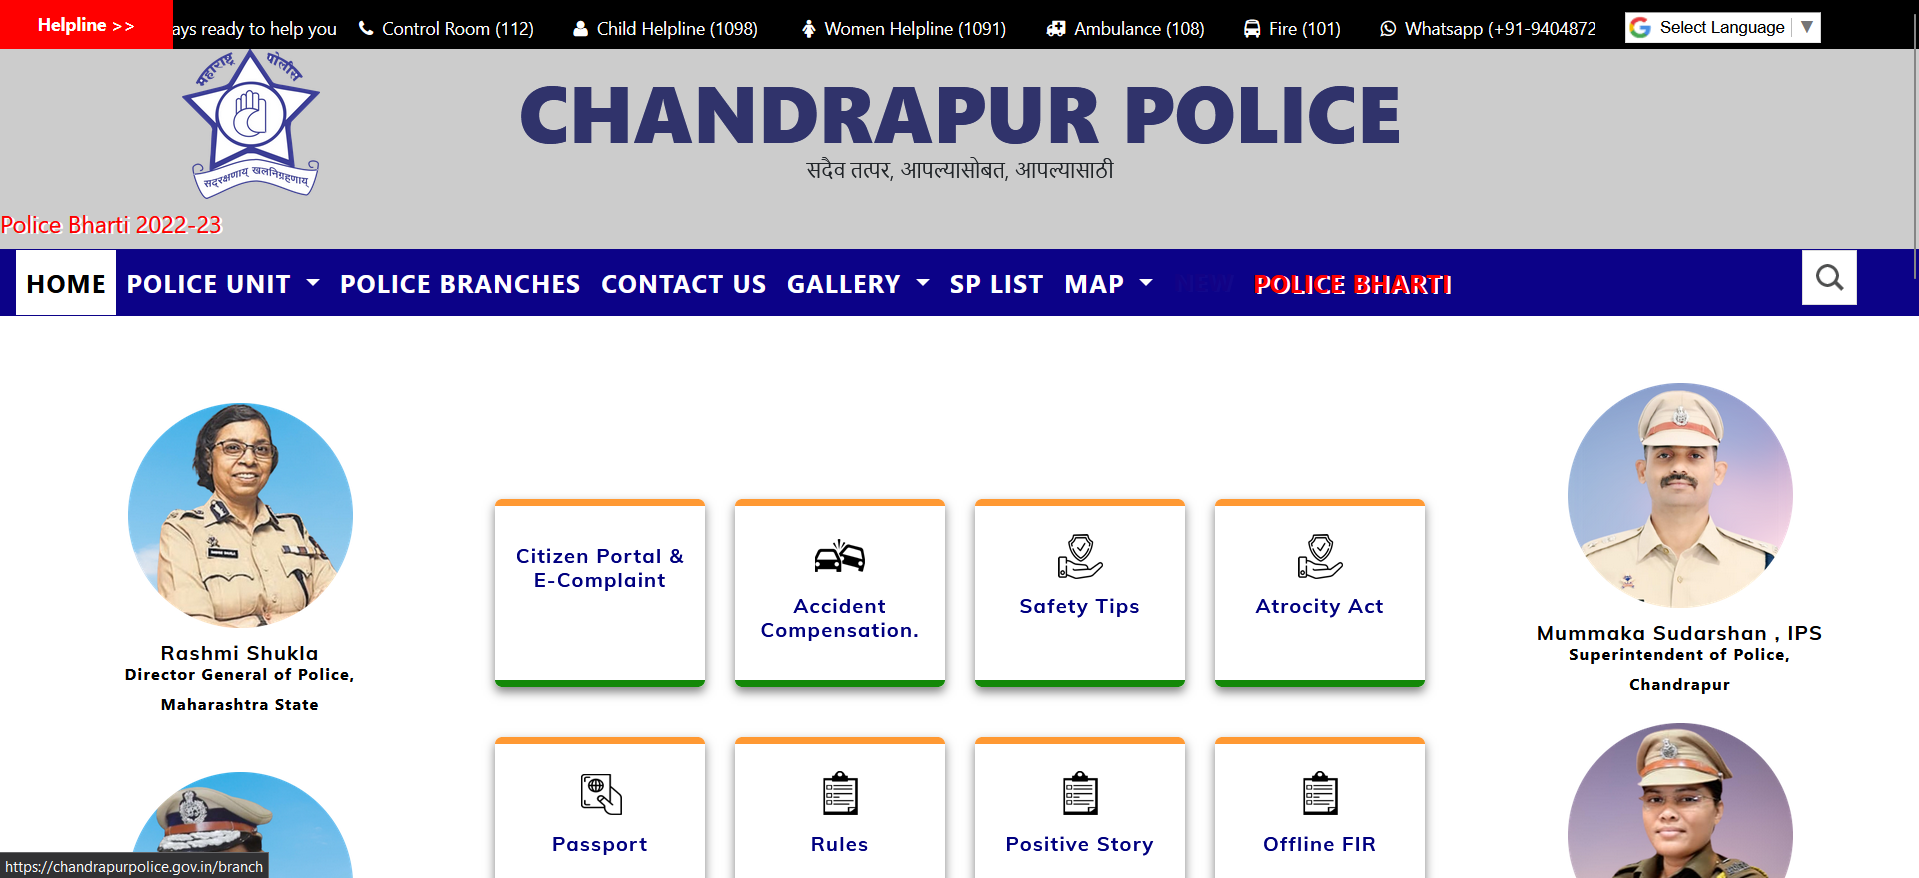 Helpline >>
ays ready to help you
Control Room (112)
Child Helpline (1098)
Women Helpline (1091)
Ambulance (108)
Fire (101)
Whatsapp (+91-9404872
Select Language ▼
महाराष्ट्र पोलीस
सद्‌रक्षणाय् खलनिग्रहणाय्
CHANDRAPUR POLICE
सदैव तत्पर, आपल्यासोबत, आपल्यासाठी
Police Bharti 2022-23
HOME POLICE UNIT POLICE BRANCHES CONTACT US GALLERY SP LIST MAP NEW POLICE BHARTI
Rashmi Shukla
Director General of Police,
Maharashtra State
Citizen Portal &
E-Complaint
Accident
Compensation.
Safety Tips
Atrocity Act
Mummaka Sudarshan , IPS
Superintendent of Police,
Chandrapur
Passport
Rules
Positive Story
Offline FIR
https://chandrapurpolice.gov.in/branch